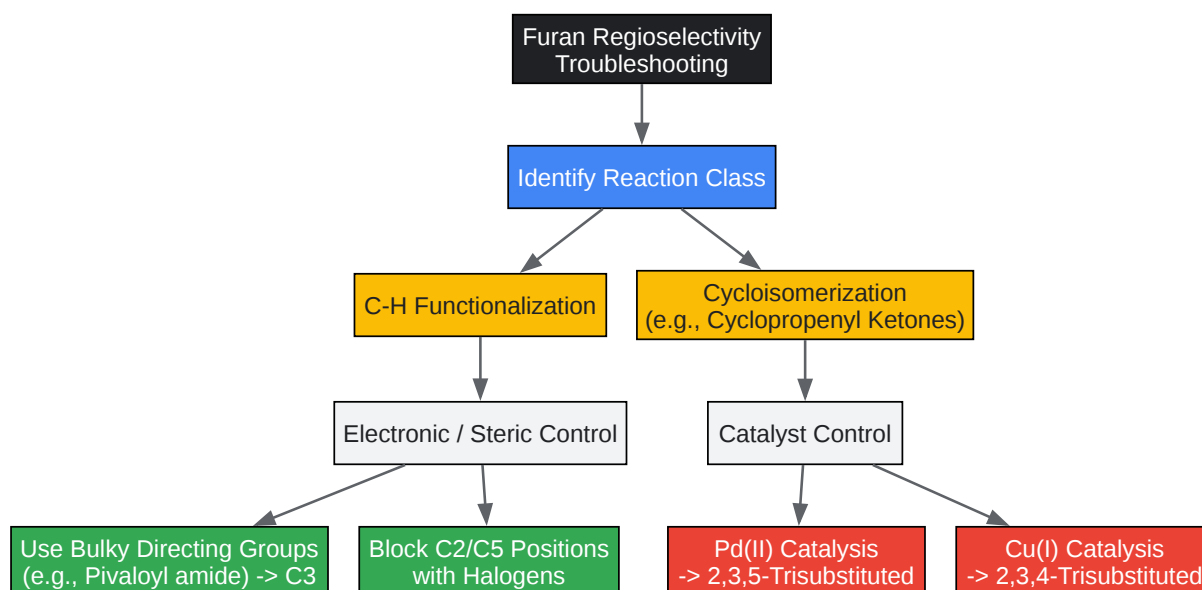 Furan Regioselectivity
Troubleshooting
Identify Reaction Class
C-H Functionalization
Cycloisomerization
(e.g., Cyclopropenyl Ketones)
Electronic / Steric Control
Catalyst Control
Use Bulky Directing Groups
(e.g., Pivaloyl amide) -> C3
Block C2/C5 Positions
with Halogens
Pd(II) Catalysis
-> 2,3,5-Trisubstituted
Cu(I) Catalysis
-> 2,3,4-Trisubstituted